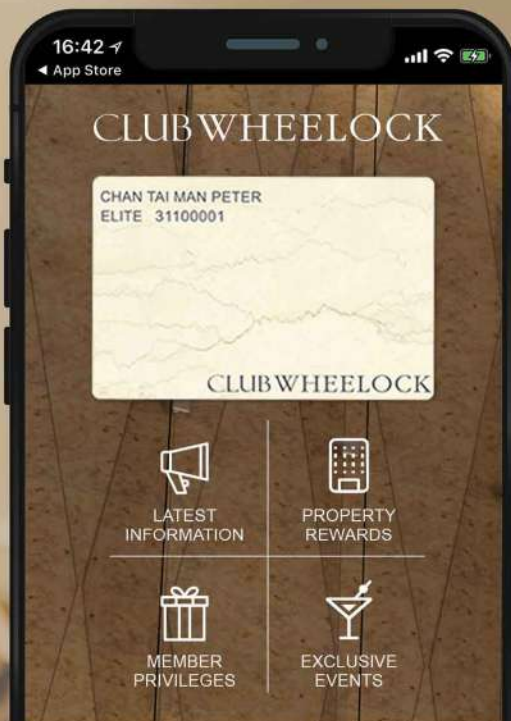 16:42
◀ App Store
CLUBWHEELOCK
CHAN TAI MAN PETER
ELITE 31100001
CLUBWHEELOCK
LATEST
INFORMATION
PROPERTY
REWARDS
MEMBER
PRIVILEGES
EXCLUSIVE
EVENTS